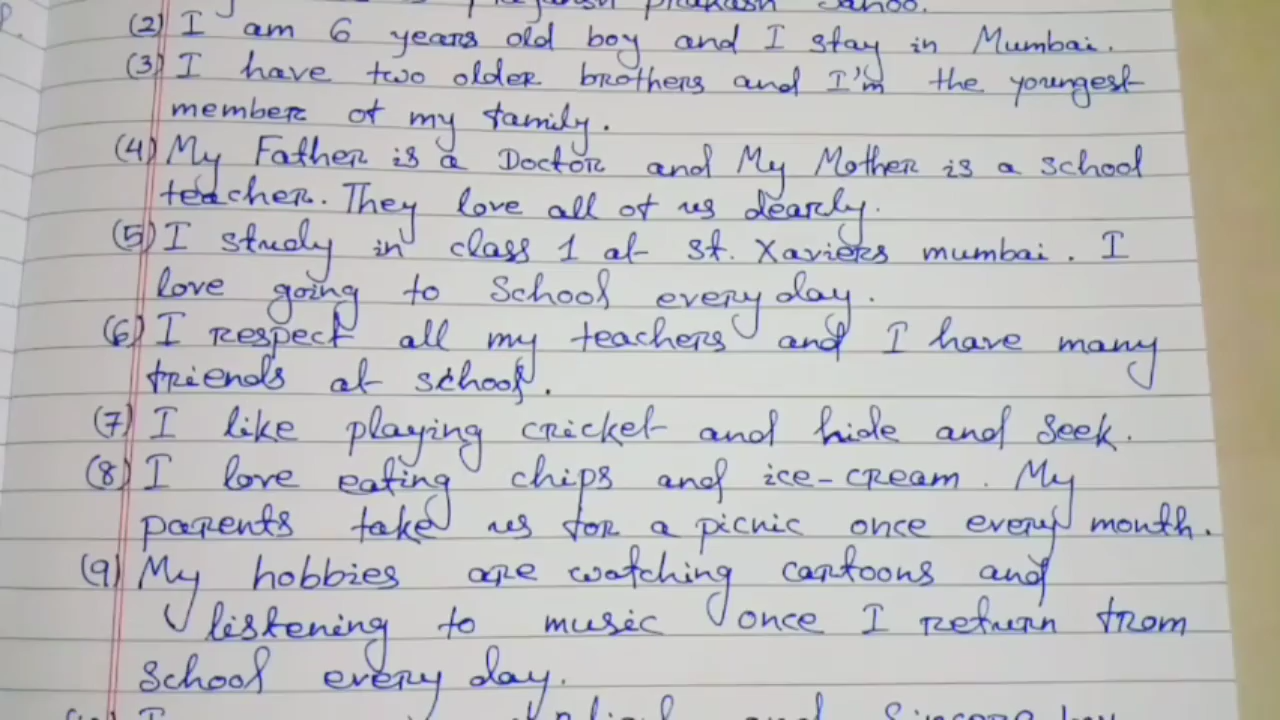 Prakash Sahoo.
(2) I am 6 years old boy and I stay in Mumbai.
(3) I have two older brothers and I'm the youngest
member of my family.
(4) My Father is a Doctor and My Mother is a school
teacher. They love all of us dearly.
(5) I study in class 1 at St. Xaviers mumbai. I
love going to School every day.
(6) I respect all my teachers and I have many
friends at school.
(7) I like playing cricket and hide and seek.
(8) I love eating chips and ice-cream. My
parents take us for a picnic once every month.
(9) My hobbies are watching cartoons and
listening to music once I return from
school every day.
I and Sincere boy